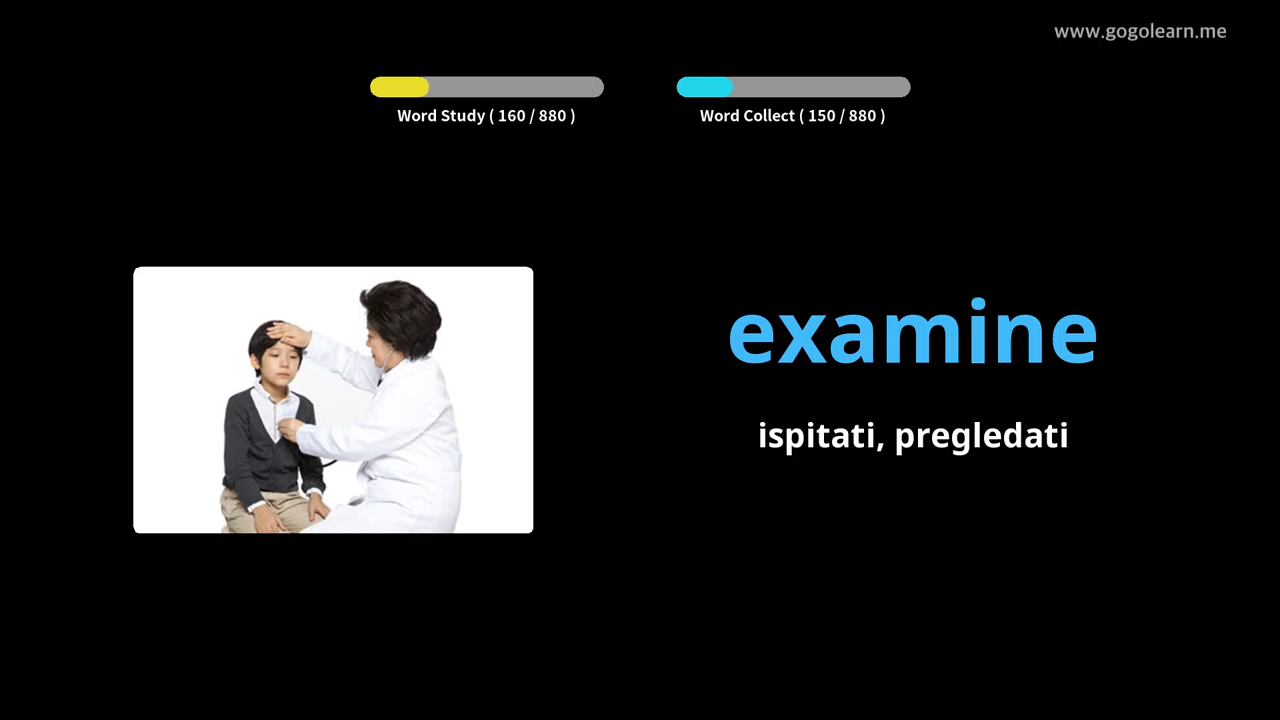 www.gogolearn.me
Word Study ( 160 / 880 )
Word Collect ( 150 / 880 )
examine
ispitati, pregledati